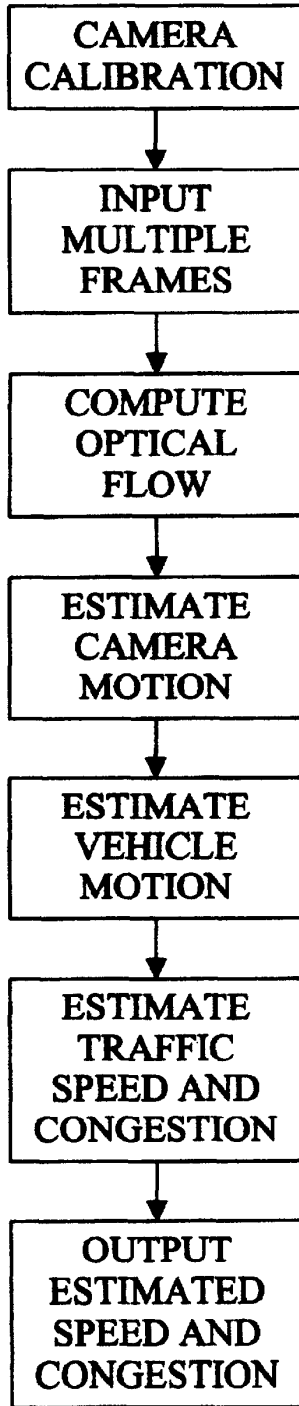 CAMERA
CALIBRATION
INPUT
MULTIPLE
FRAMES
COMPUTE
OPTICAL
FLOW
ESTIMATE
CAMERA
MOTION
ESTIMATE
VEHICLE
MOTION
ESTIMATE
TRAFFIC
SPEED AND
CONGESTION
OUTPUT
ESTIMATED
SPEED AND
CONGESTION